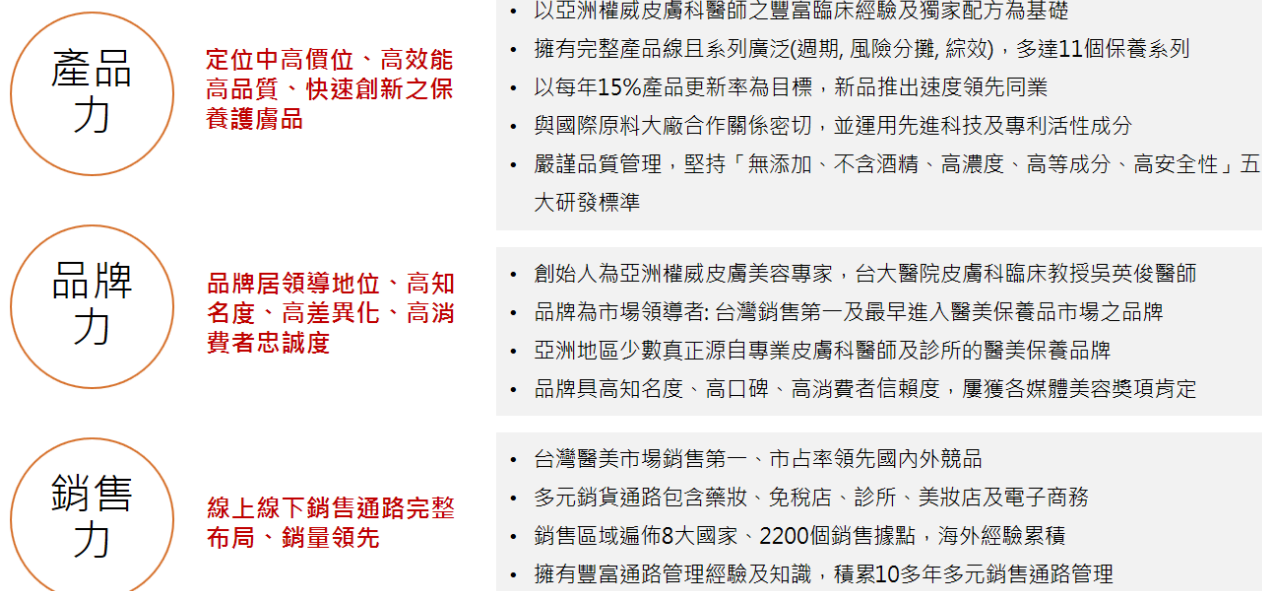 產品
力
定位中高價位、高效能
高品質、快速創新之保
養護膚品
• 以亞洲權威皮膚科醫師之豐富臨床經驗及獨家配方為基礎
• 擁有完整產品線且系列廣泛(週期, 風險分攤, 綜效)，多達11個保養系列
• 以每年15%產品更新率為目標，新品推出速度領先同業
• 與國際原料大廠合作關係密切，並運用先進科技及專利活性成分
• 嚴謹品質管理，堅持「無添加、不含酒精、高濃度、高等成分、高安全性」五
大研發標準
品牌
力
品牌居領導地位、高知
名度、高差異化、高消
費者忠誠度
• 創始人為亞洲權威皮膚美容專家，台大醫院皮膚科臨床教授吳英俊醫師
• 品牌為市場領導者: 台灣銷售第一及最早進入醫美保養品市場之品牌
• 亞洲地區少數真正源自專業皮膚科醫師及診所的醫美保養品牌
• 品牌具高知名度、高口碑、高消費者信賴度，屢獲各媒體美容獎項肯定
銷售
力
線上線下銷售通路完整
布局、銷量領先
• 台灣醫美市場銷售第一、市占率領先國內外競品
• 多元銷貨通路包含藥妝、免稅店、診所、美妝店及電子商務
• 銷售區域遍佈8大國家、2200個銷售據點，海外經驗累積
• 擁有豐富通路管理經驗及知識，積累10多年多元銷售通路管理